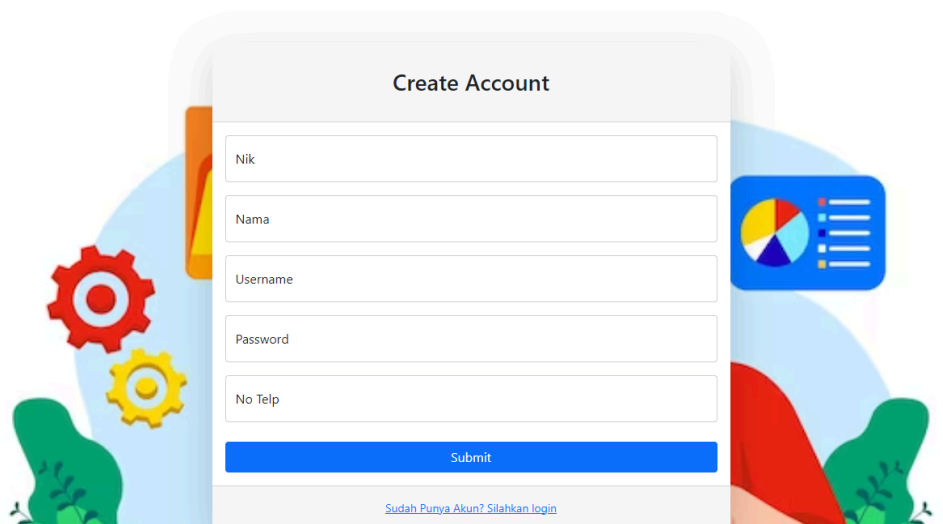 Create Account
Nik
Nama
Username
Password
No Telp
Submit
Sudah Punya Akun? Silahkan login